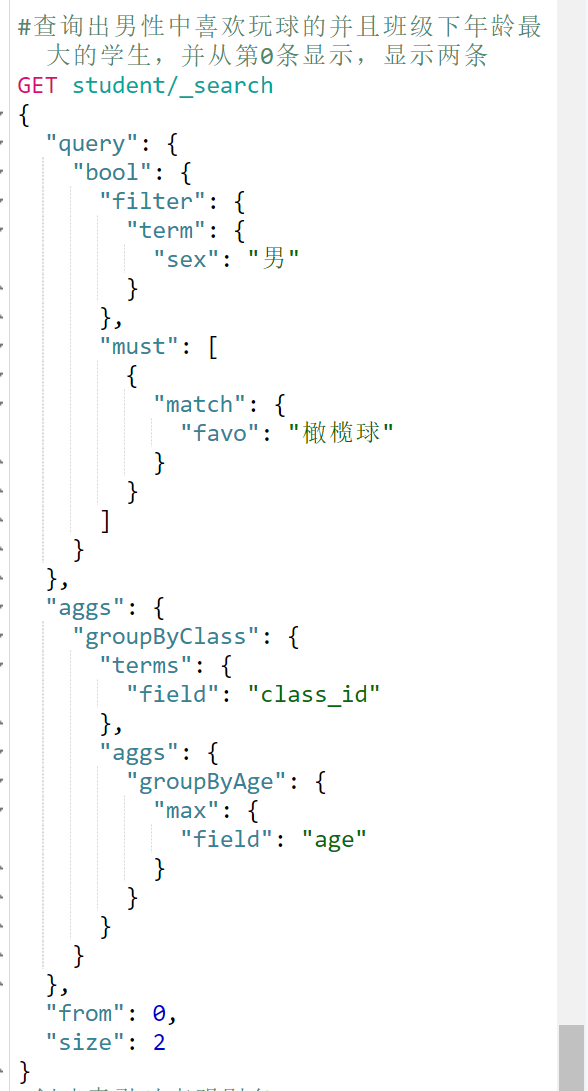 #查询出男性中喜欢玩球的并且班级下年龄最
大的学生，并从第0条显示，显示两条
GET student/_search
{
  "query": {
    "bool": {
      "filter": {
        "term": {
          "sex": "男"
        }
      },
      "must": [
        {
          "match": {
            "favo": "橄榄球"
          }
        }
      ]
    }
  },
  "aggs": {
    "groupByClass": {
      "terms": {
        "field": "class_id"
      },
      "aggs": {
        "groupByAge": {
          "max": {
            "field": "age"
          }
        }
      }
    }
  },
  "from": 0,
  "size": 2
}